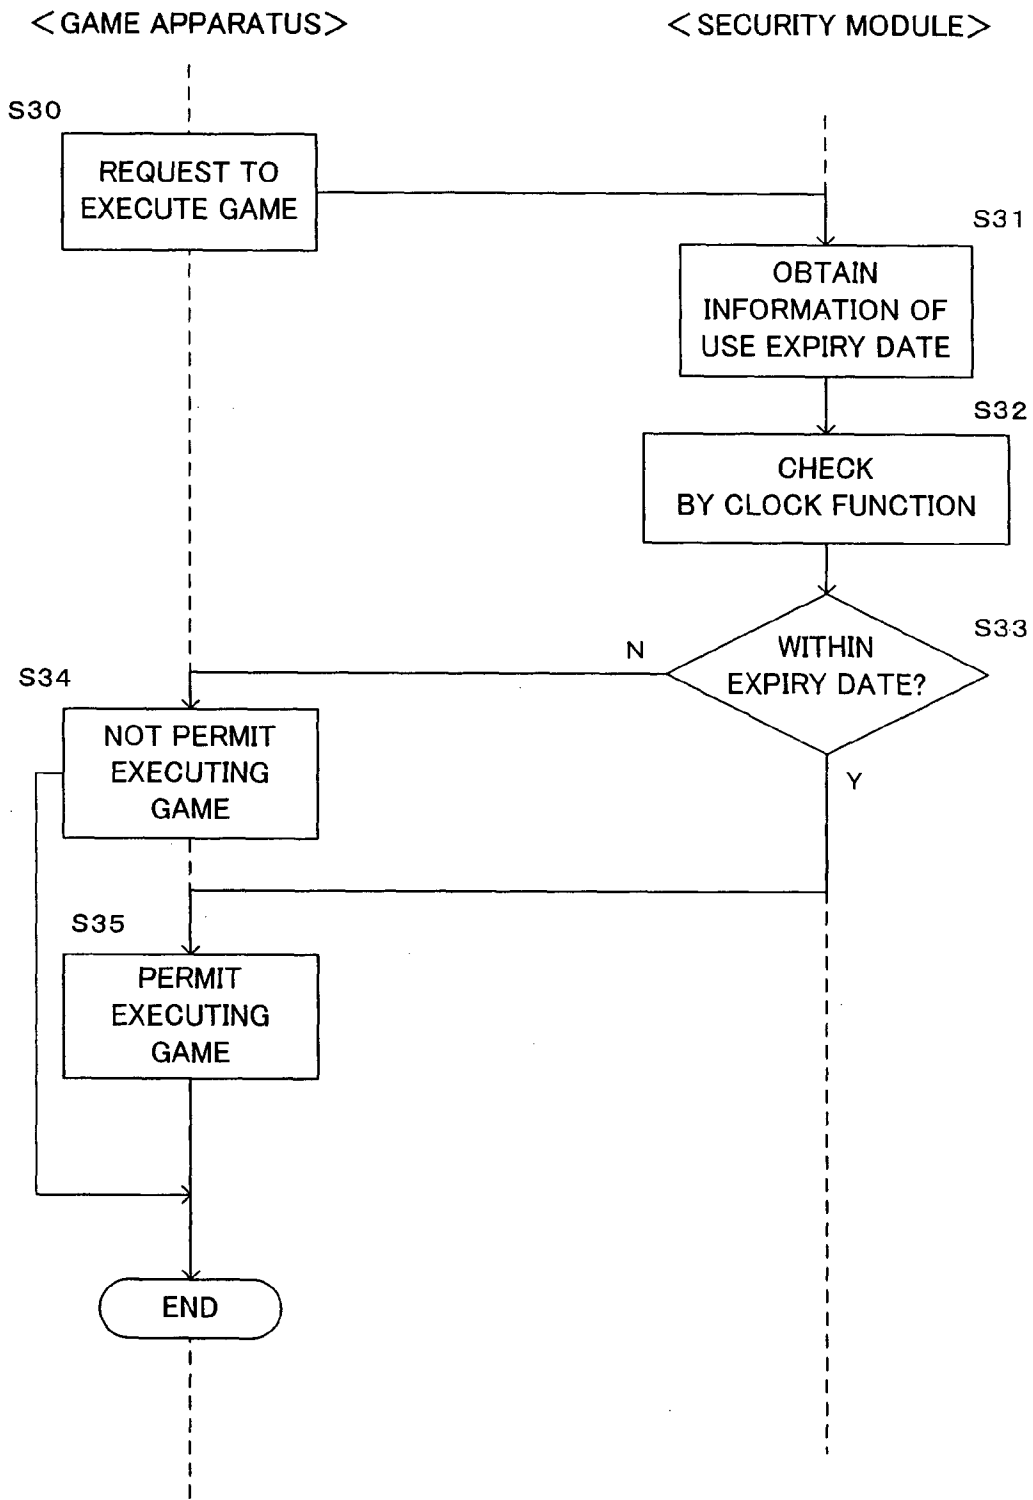 <GAME APPARATUS>
<SECURITY MODULE>
S30
REQUEST TO
EXECUTE GAME
S31
OBTAIN
INFORMATION OF
USE EXPIRY DATE
S32
CHECK
BY CLOCK FUNCTION
S33
WITHIN
EXPIRY DATE?
N
Y
S34
NOT PERMIT
EXECUTING
GAME
S35
PERMIT
EXECUTING
GAME
END